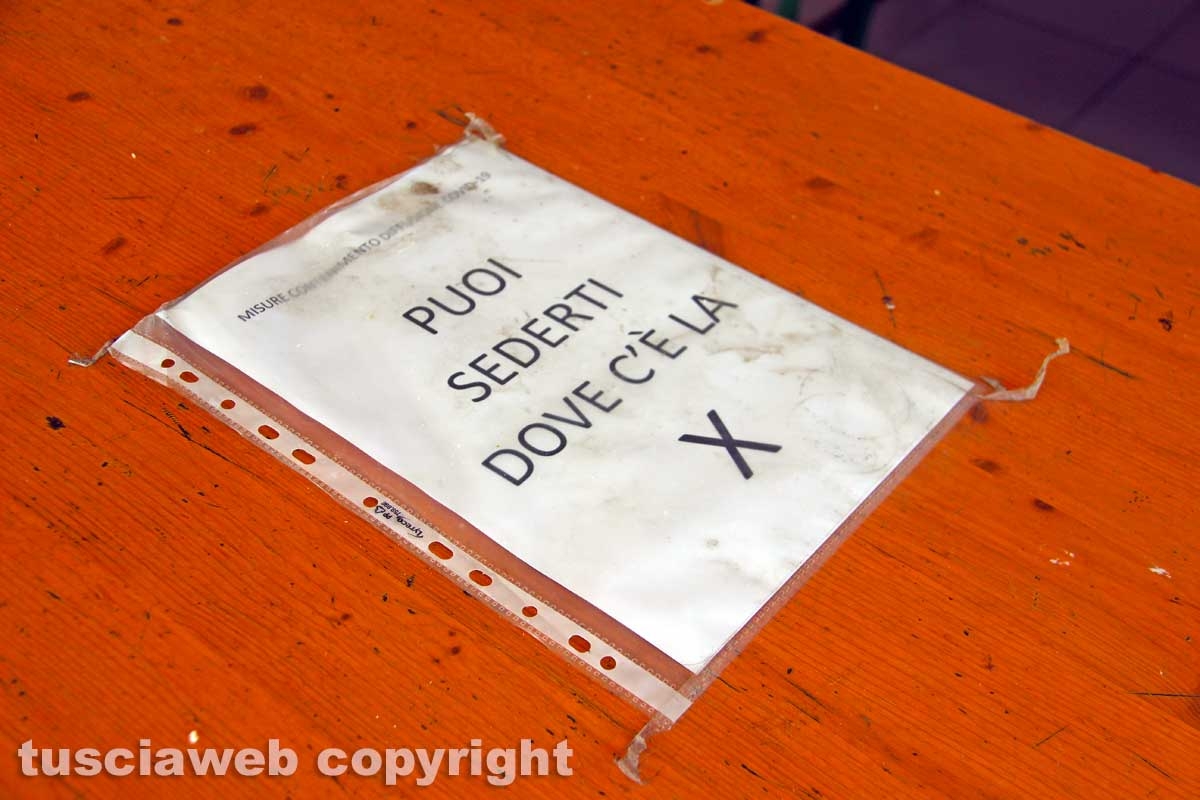 MISURE CONTENIMENTO DIFFUSIONE COVID-19
PUOI
SEDERTI
DOVE C'È LA
X
tusciaweb copyright